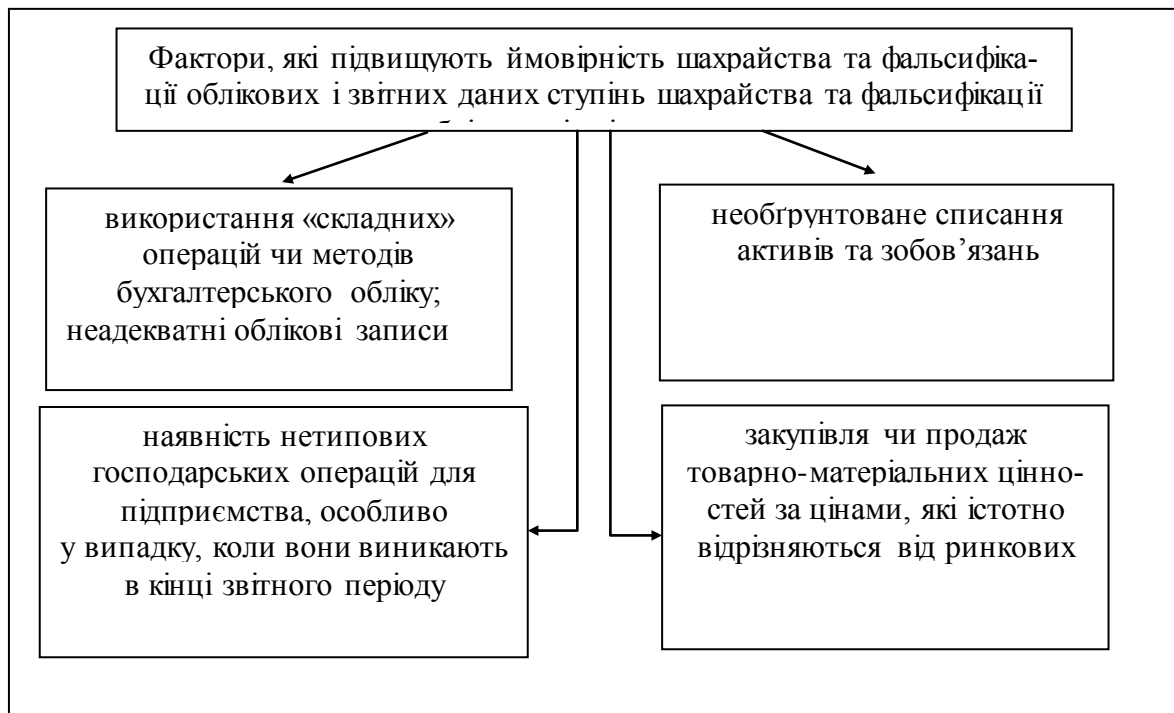 Фактори, які підвищують ймовірність шахрайства та фальсифіка-
ції облікових і звітних даних ступінь шахрайства та фальсифікації
використання «складних»
операцій чи методів
бухгалтерського обліку;
неадекватні облікові записи
необґрунтоване списання
активів та зобов’язань
наявність нетипових
господарських операцій для
підприємства, особливо
у випадку, коли вони виникають
в кінці звітного періоду
закупівля чи продаж
товарно-матеріальних цінно-
стей за цінами, які істотно
відрізняються від ринкових